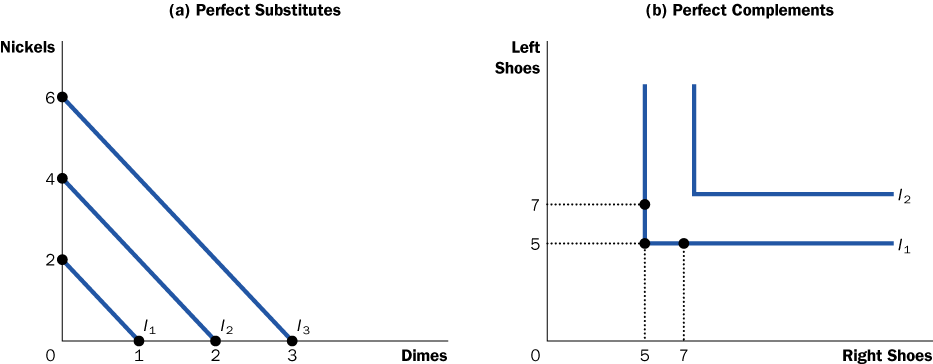 (a) Perfect Substitutes
Nickels
6
4
2
I1
I2
I3
0
1
2
3
Dimes
(b) Perfect Complements
Left
Shoes
7
5
I2
I1
0
5
7
Right Shoes